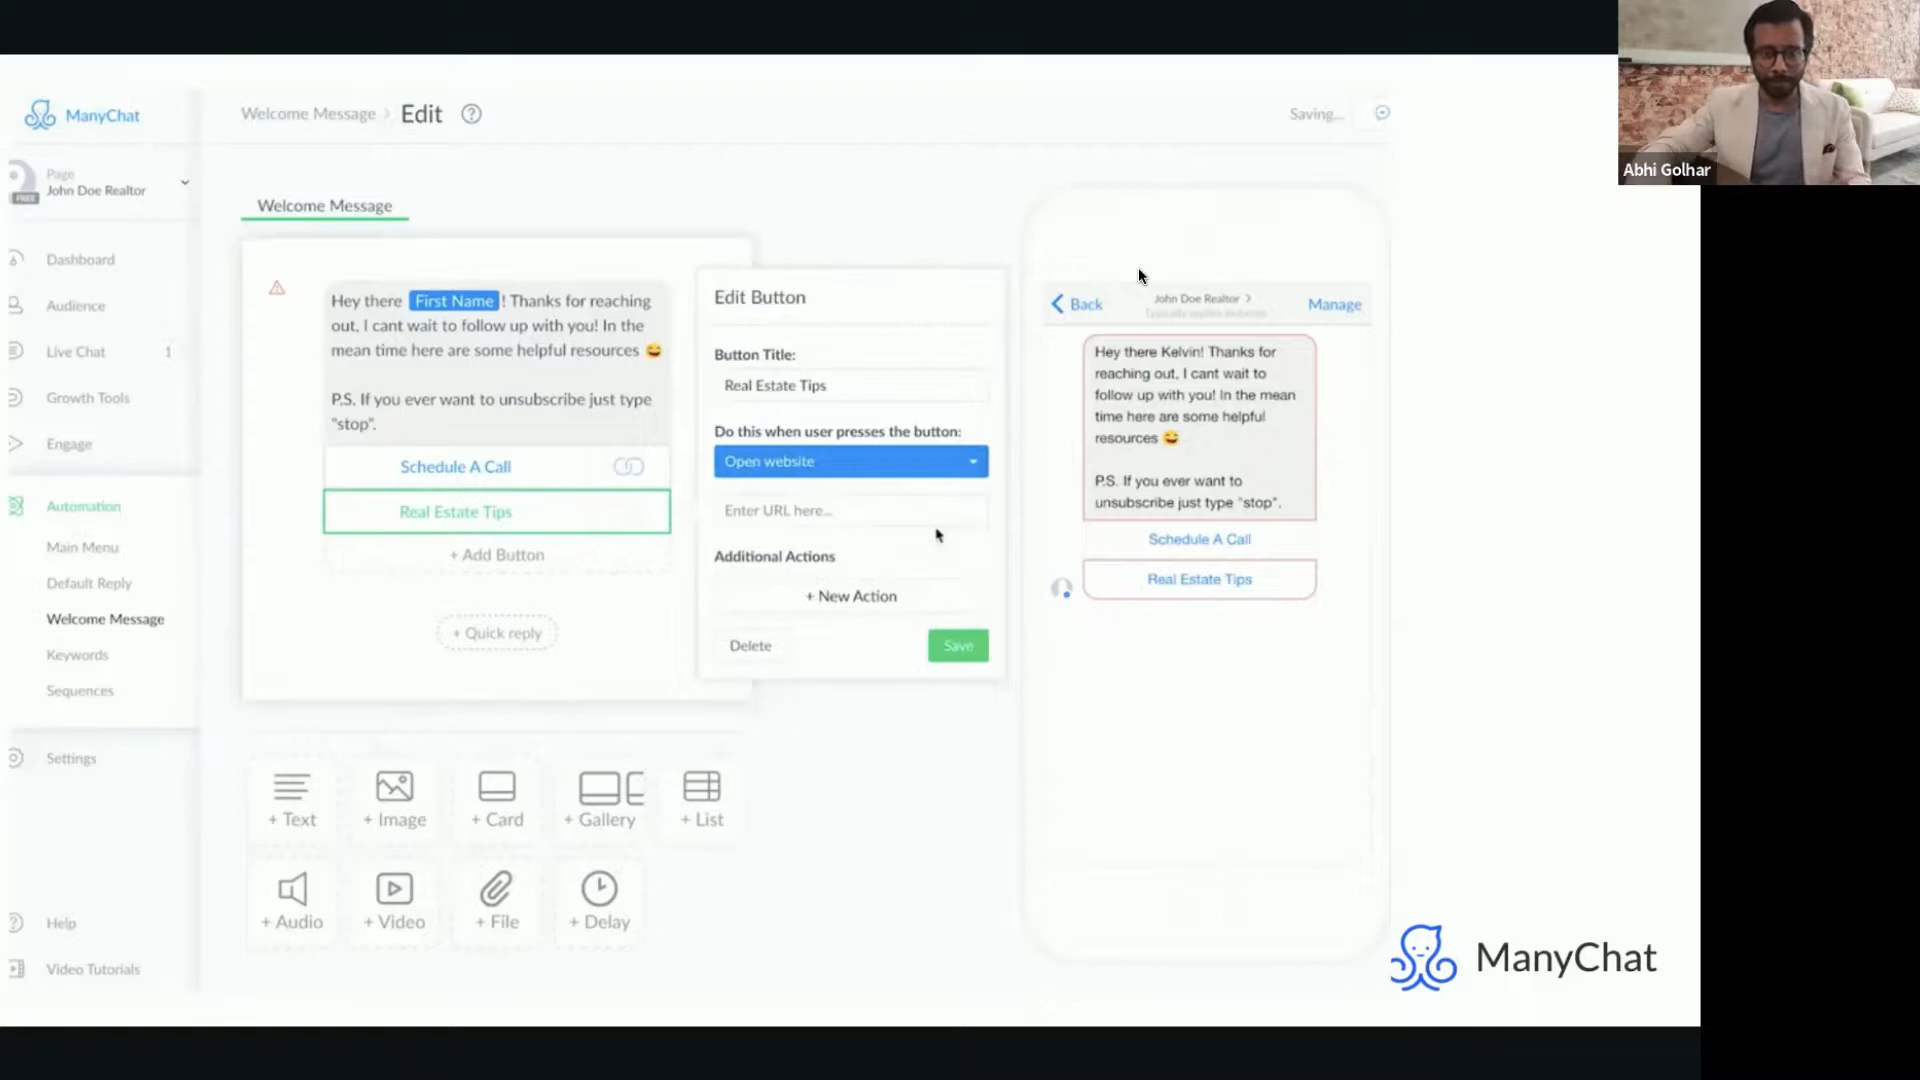 ManyChat
Welcome Message > Edit
Saving...
Page
John Doe Realtor
FREE
Dashboard
Audience
Live Chat 1
Growth Tools
Engage
Automation
Main Menu
Default Reply
Welcome Message
Keywords
Sequences
Settings
Help
Video Tutorials
Welcome Message
Hey there First Name ! Thanks for reaching
out, I cant wait to follow up with you! In the
mean time here are some helpful resources 😄
P.S. If you ever want to unsubscribe just type
"stop".
Schedule A Call
Real Estate Tips
+ Add Button
+ Quick reply
+ Text
+ Image
+ Card
+ Gallery
+ List
+ Audio
+ Video
+ File
+ Delay
Edit Button
Button Title:
Real Estate Tips
Do this when user presses the button:
Open website
Enter URL here...
Additional Actions
+ New Action
Delete
Save
Back
John Doe Realtor >
Typically replies instantly
Manage
Hey there Kelvin! Thanks for
reaching out, I cant wait to
follow up with you! In the mean
time here are some helpful
resources 😄
P.S. If you ever want to
unsubscribe just type "stop".
Schedule A Call
Real Estate Tips
ManyChat
Abhi Golhar